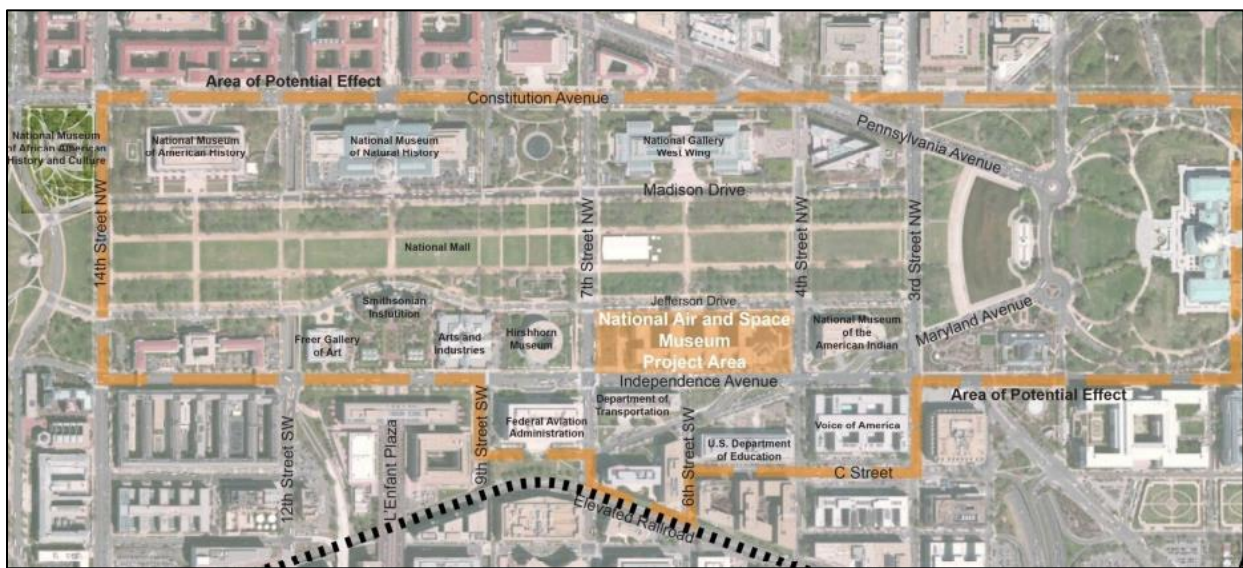 Area of Potential Effect
Constitution Avenue
National Museum
of African American
History and Culture
National Museum
of American History
National Museum
of Natural History
National Gallery
West Wing
Pennsylvania Avenue
Madison Drive
14th Street NW
National Mall
7th Street NW
4th Street NW
3rd Street NW
Smithsonian
Instutition
Jefferson Drive
Freer Gallery
of Art
Arts and
Industries
Hirshhorn
Museum
National Air and Space
Museum
Project Area
National Museum
of the
American Indian
Maryland Avenue
Independence Avenue
Area of Potential Effect
12th Street SW
L'Enfant Plaza
9th Street SW
Federal Aviation
Administration
Department of
Transportation
6th Street SW
U.S. Department
of Education
Voice of America
C Street
Elevated Railroad